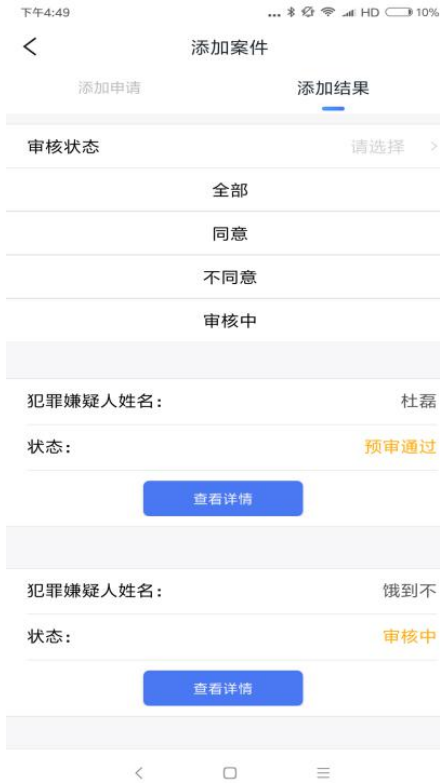 下午4:49 ... HD 10%
添加案件
添加申请 添加结果
审核状态 请选择 >
全部
同意
不同意
审核中
犯罪嫌疑人姓名： 杜磊
状态： 预审通过
查看详情
犯罪嫌疑人姓名： 饿到不
状态： 审核中
查看详情